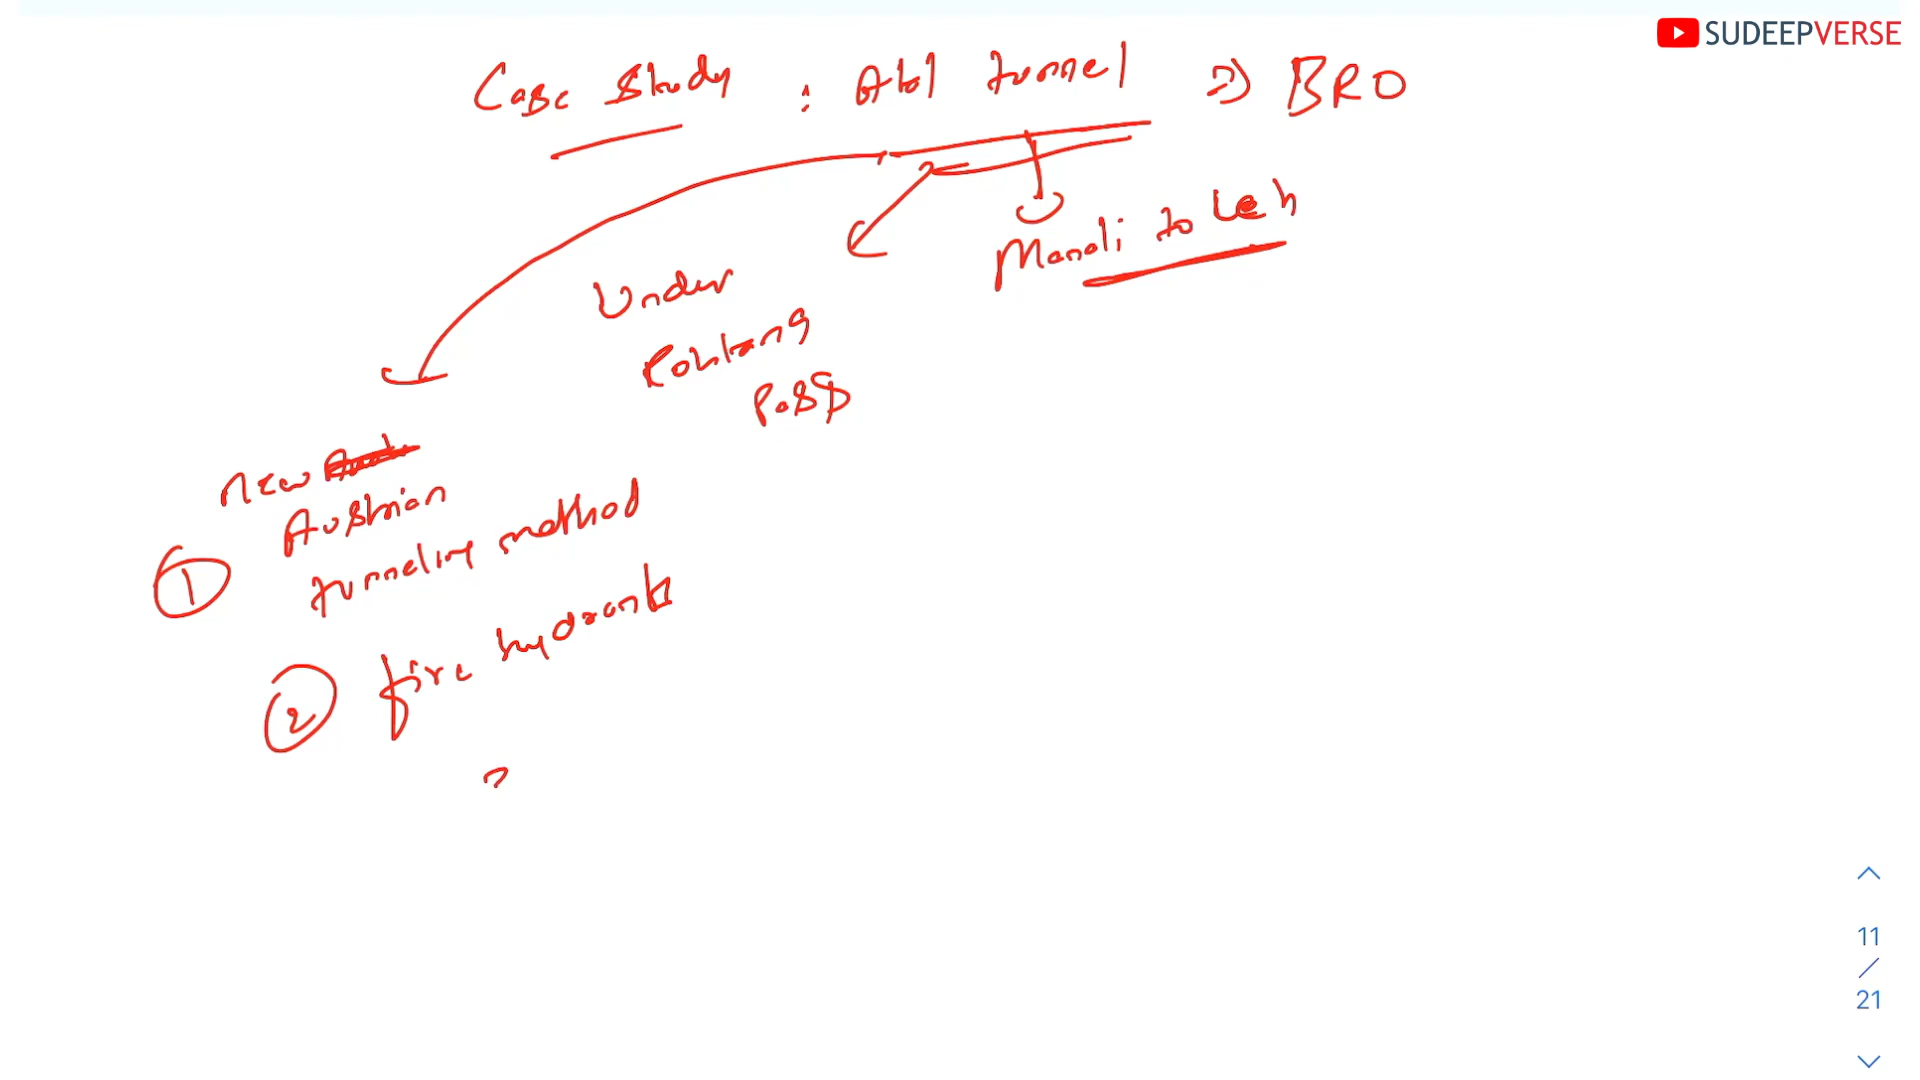 SUDEEPVERSE
Case Study : Atal tunnel => BRO
Manali to Leh
Under
Rohtang
Pass
New
Austrian
tunneling method
1
fire hydrants
2
11
/
21